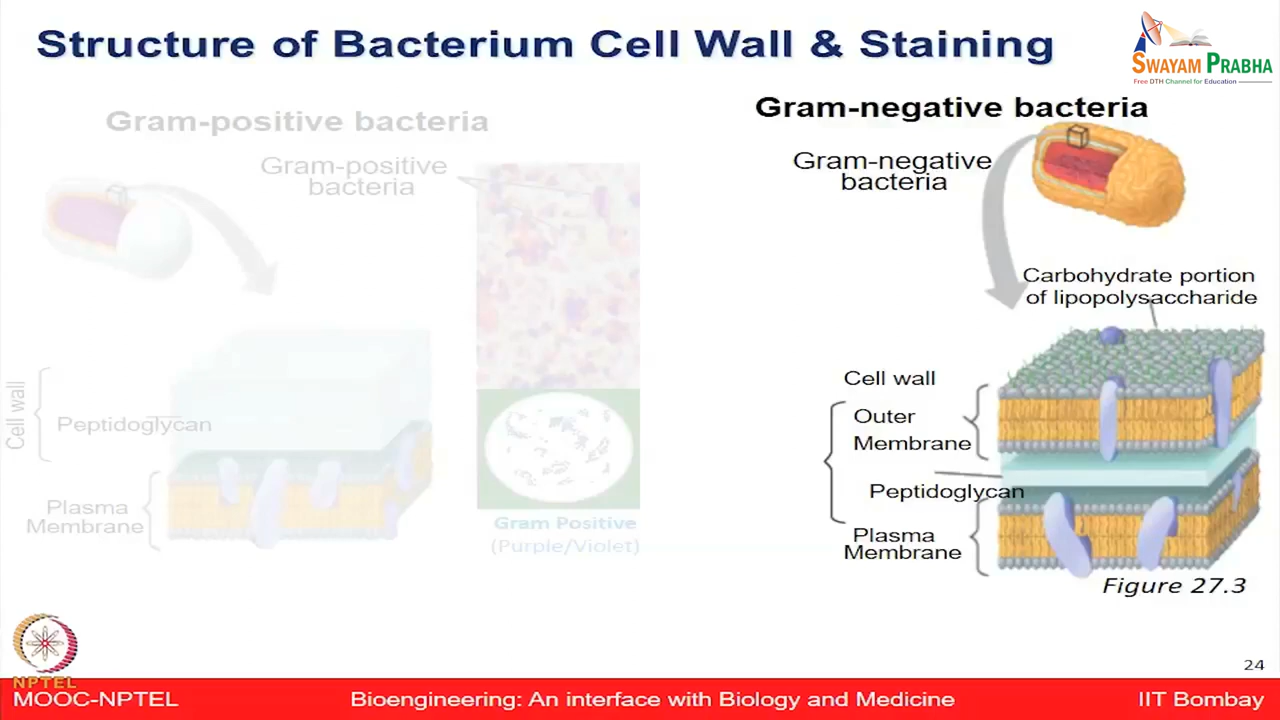 Structure of Bacterium Cell Wall & Staining
SWAYAM PRABHA
Free DTH Channel for Education
Gram-positive bacteria
Gram-positive
bacteria
Cell wall
Peptidoglycan
Plasma
Membrane
Gram Positive
(Purple/Violet)
Gram-negative bacteria
Gram-negative
bacteria
Carbohydrate portion
of lipopolysaccharide
Cell wall
Outer
Membrane
Peptidoglycan
Plasma
Membrane
Figure 27.3
NPTEL
24
MOOC-NPTEL
Bioengineering: An interface with Biology and Medicine
IIT Bombay